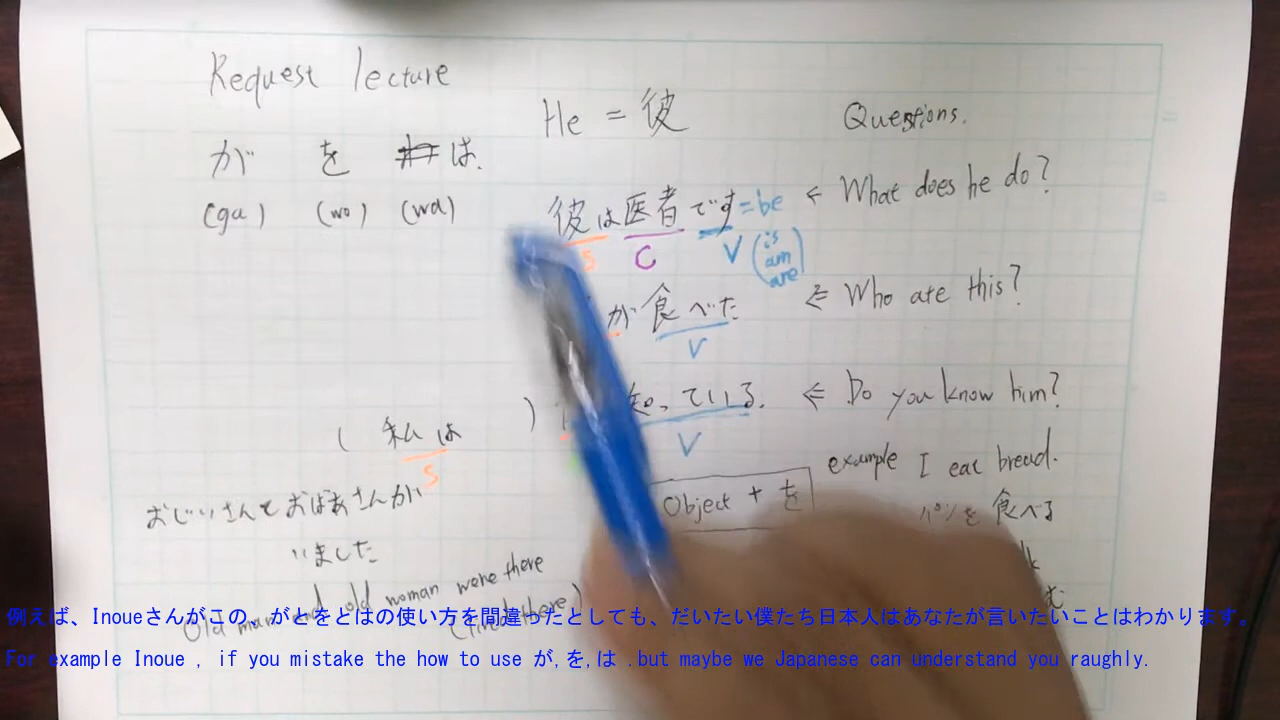 Request lecture
が を は.
(ga) (wo) (wa)
He = 彼
Questions.
彼は医者です=be ← What does he do?
S C V (is am are)
が食べた ⇐ Who ate this?
V
( 私は ) 知っている. ⇐ Do you know him?
S V
Object + を
example I eat bread.
パンを食べる
おじいさんとおばあさんが
いました
Old man and old woman were there
(lived there)
例えば、Inoueさんがこの、がとをとはの使い方を間違ったとしても、だいたい僕たち日本人はあなたが言いたいことはわかります。
For example Inoue , if you mistake the how to use が,を,は .but maybe we Japanese can understand you raughly.